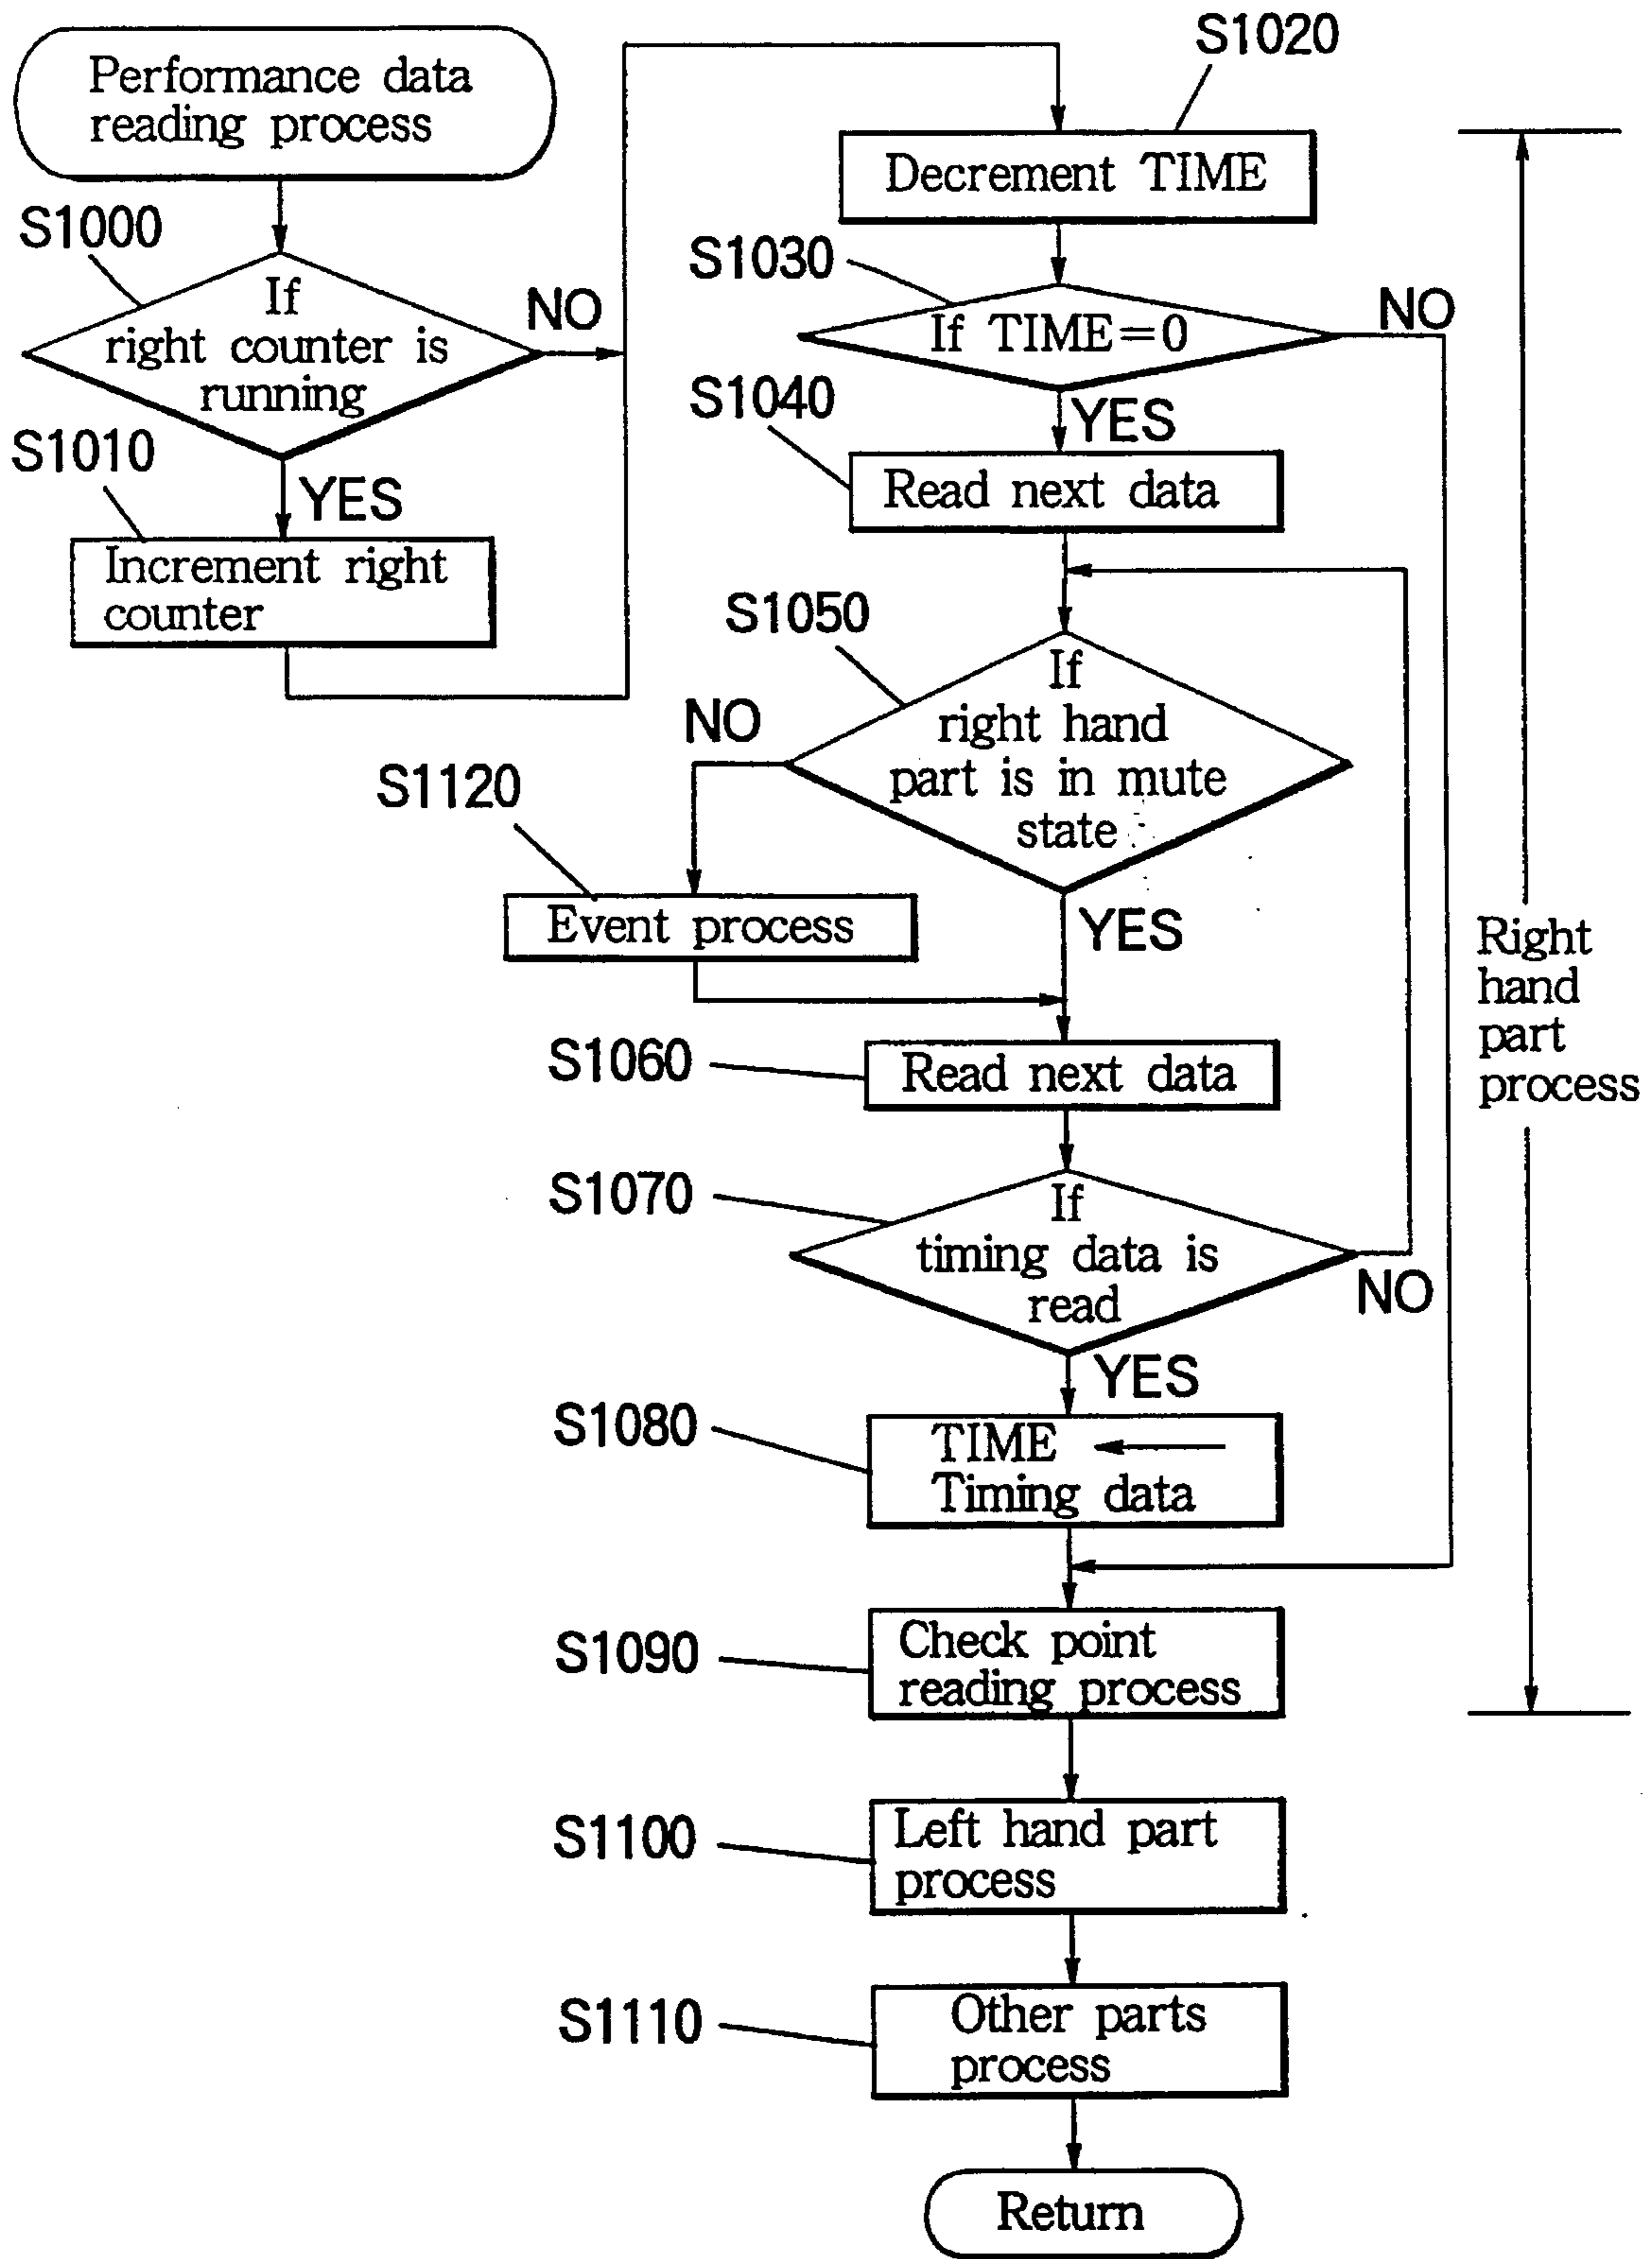 Performance data
reading process
S1000
If
right counter is
running
NO
YES
S1010
Increment right
counter
S1020
Decrement TIME
S1030
If TIME=0
NO
YES
S1040
Read next data
S1050
If
right hand
part is in mute
state
NO
YES
S1120
Event process
S1060
Read next data
S1070
If
timing data is
read
NO
YES
S1080
TIME ←
Timing data
S1090
Check point
reading process
Right
hand
part
process
S1100
Left hand part
process
S1110
Other parts
process
Return